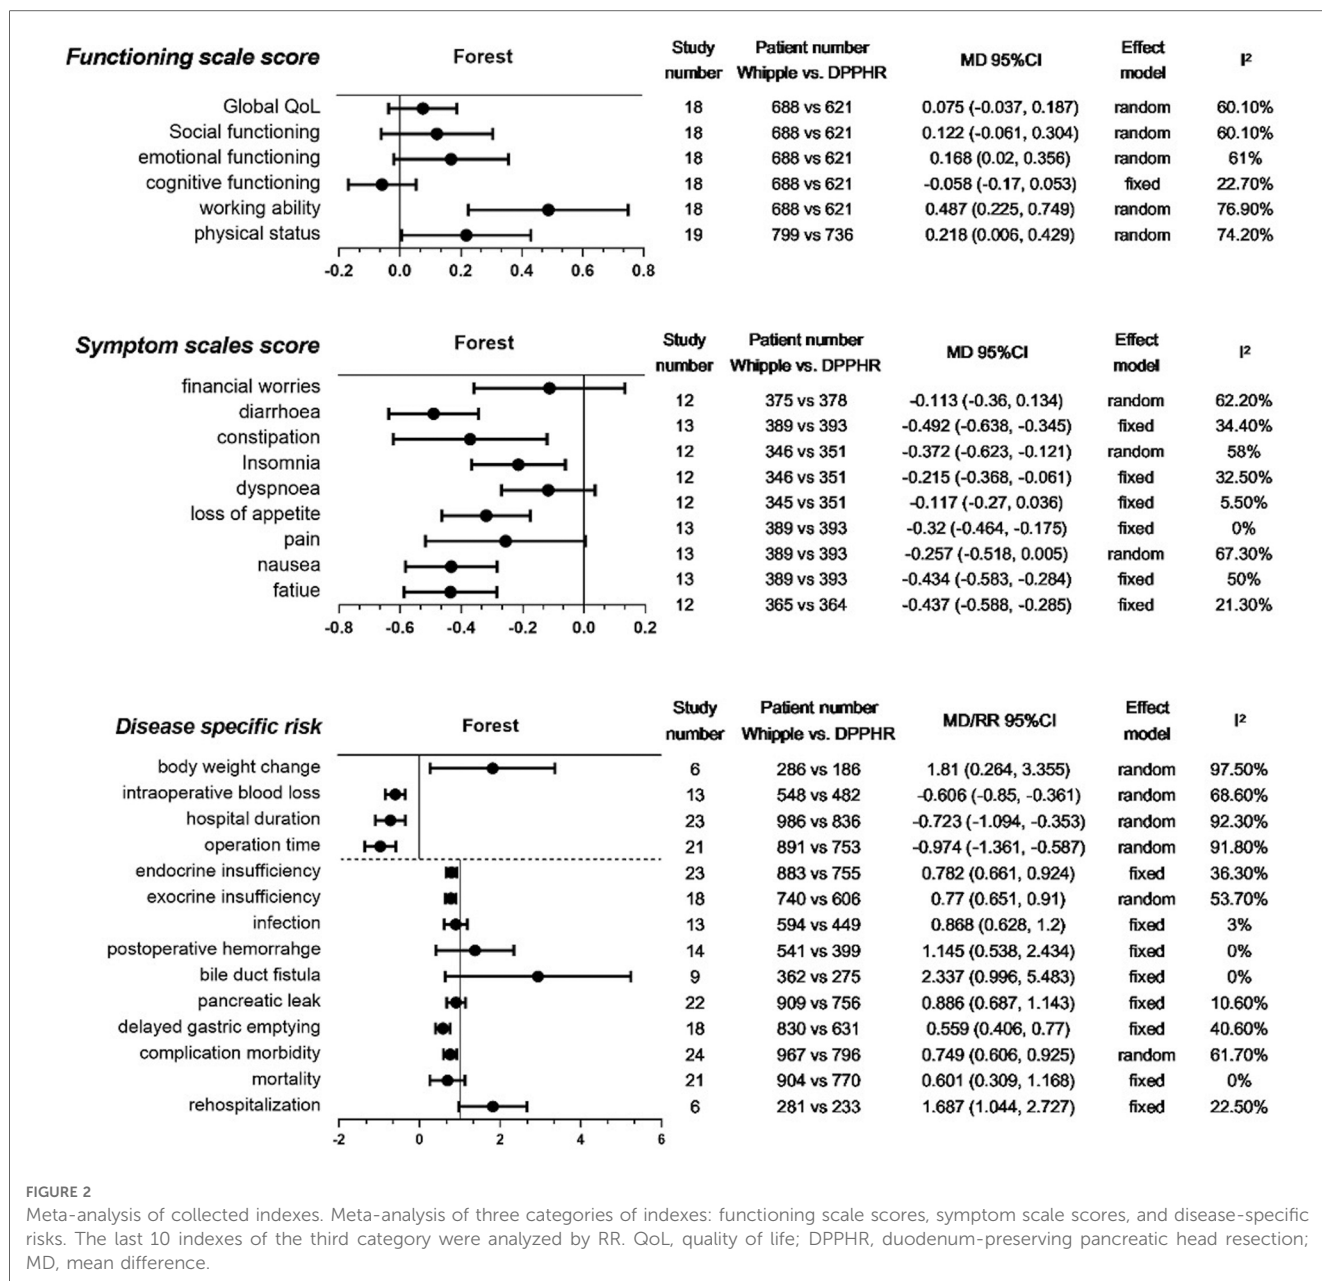 Functioning scale score Forest Study number Patient number Whipple vs. DPPHR MD 95%CI Effect model I²
Global QoL 18 688 vs 621 0.075 (-0.037, 0.187) random 60.10%
Social functioning 18 688 vs 621 0.122 (-0.061, 0.304) random 60.10%
emotional functioning 18 688 vs 621 0.168 (0.02, 0.356) random 61%
cognitive functioning 18 688 vs 621 -0.058 (-0.17, 0.053) fixed 22.70%
working ability 18 688 vs 621 0.487 (0.225, 0.749) random 76.90%
physical status 19 799 vs 736 0.218 (0.006, 0.429) random 74.20%
-0.2 0.0 0.2 0.4 0.6 0.8
Symptom scales score Forest Study number Patient number Whipple vs. DPPHR MD 95%CI Effect model I²
financial worries 12 375 vs 378 -0.113 (-0.36, 0.134) random 62.20%
diarrhoea 13 389 vs 393 -0.492 (-0.638, -0.345) fixed 34.40%
constipation 12 346 vs 351 -0.372 (-0.623, -0.121) random 58%
Insomnia 12 346 vs 351 -0.215 (-0.368, -0.061) fixed 32.50%
dyspnoea 12 345 vs 351 -0.117 (-0.27, 0.036) fixed 5.50%
loss of appetite 13 389 vs 393 -0.32 (-0.464, -0.175) fixed 0%
pain 13 389 vs 393 -0.257 (-0.518, 0.005) random 67.30%
nausea 13 389 vs 393 -0.434 (-0.583, -0.284) fixed 50%
fatiue 12 365 vs 364 -0.437 (-0.588, -0.285) fixed 21.30%
-0.8 -0.6 -0.4 -0.2 0.0 0.2
Disease specific risk Forest Study number Patient number Whipple vs. DPPHR MD/RR 95%CI Effect model I²
body weight change 6 286 vs 186 1.81 (0.264, 3.355) random 97.50%
intraoperative blood loss 13 548 vs 482 -0.606 (-0.85, -0.361) random 68.60%
hospital duration 23 986 vs 836 -0.723 (-1.094, -0.353) random 92.30%
operation time 21 891 vs 753 -0.974 (-1.361, -0.587) random 91.80%
endocrine insufficiency 23 883 vs 755 0.782 (0.661, 0.924) fixed 36.30%
exocrine insufficiency 18 740 vs 606 0.77 (0.651, 0.91) random 53.70%
infection 13 594 vs 449 0.868 (0.628, 1.2) fixed 3%
postoperative hemorrahge 14 541 vs 399 1.145 (0.538, 2.434) fixed 0%
bile duct fistula 9 362 vs 275 2.337 (0.996, 5.483) fixed 0%
pancreatic leak 22 909 vs 756 0.886 (0.687, 1.143) fixed 10.60%
delayed gastric emptying 18 830 vs 631 0.559 (0.406, 0.77) fixed 40.60%
complication morbidity 24 967 vs 796 0.749 (0.606, 0.925) random 61.70%
mortality 21 904 vs 770 0.601 (0.309, 1.168) fixed 0%
rehospitalization 6 281 vs 233 1.687 (1.044, 2.727) fixed 22.50%
-2 0 2 4 6
FIGURE 2
Meta-analysis of collected indexes. Meta-analysis of three categories of indexes: functioning scale scores, symptom scale scores, and disease-specific
risks. The last 10 indexes of the third category were analyzed by RR. QoL, quality of life; DPPHR, duodenum-preserving pancreatic head resection;
MD, mean difference.